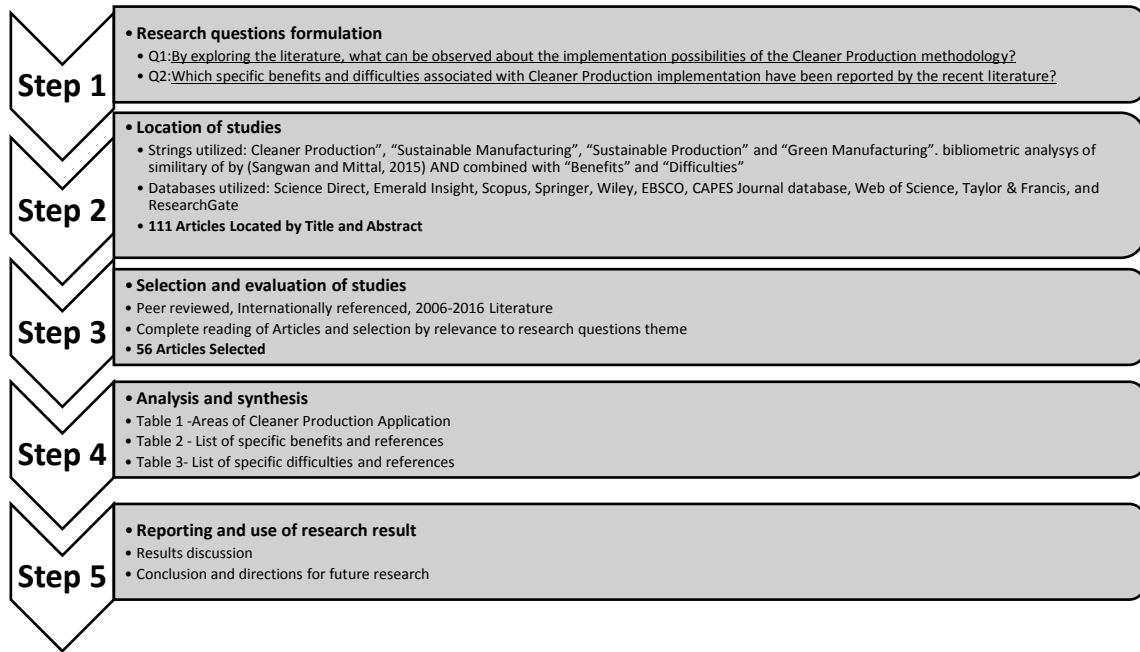 Step 1
• Research questions formulation
• Q1:By exploring the literature, what can be observed about the implementation possibilities of the Cleaner Production methodology?
• Q2:Which specific benefits and difficulties associated with Cleaner Production implementation have been reported by the recent literature?
Step 2
• Location of studies
• Strings utilized: Cleaner Production”, “Sustainable Manufacturing”, “Sustainable Production” and “Green Manufacturing”. bibliometric analysys of
similitary of by (Sangwan and Mittal, 2015) AND combined with “Benefits” and “Difficulties”
• Databases utilized: Science Direct, Emerald Insight, Scopus, Springer, Wiley, EBSCO, CAPES Journal database, Web of Science, Taylor & Francis, and
ResearchGate
• 111 Articles Located by Title and Abstract
Step 3
• Selection and evaluation of studies
• Peer reviewed, Internationally referenced, 2006-2016 Literature
• Complete reading of Articles and selection by relevance to research questions theme
• 56 Articles Selected
Step 4
• Analysis and synthesis
• Table 1 -Areas of Cleaner Production Application
• Table 2 - List of specific benefits and references
• Table 3- List of specific difficulties and references
Step 5
• Reporting and use of research result
• Results discussion
• Conclusion and directions for future research